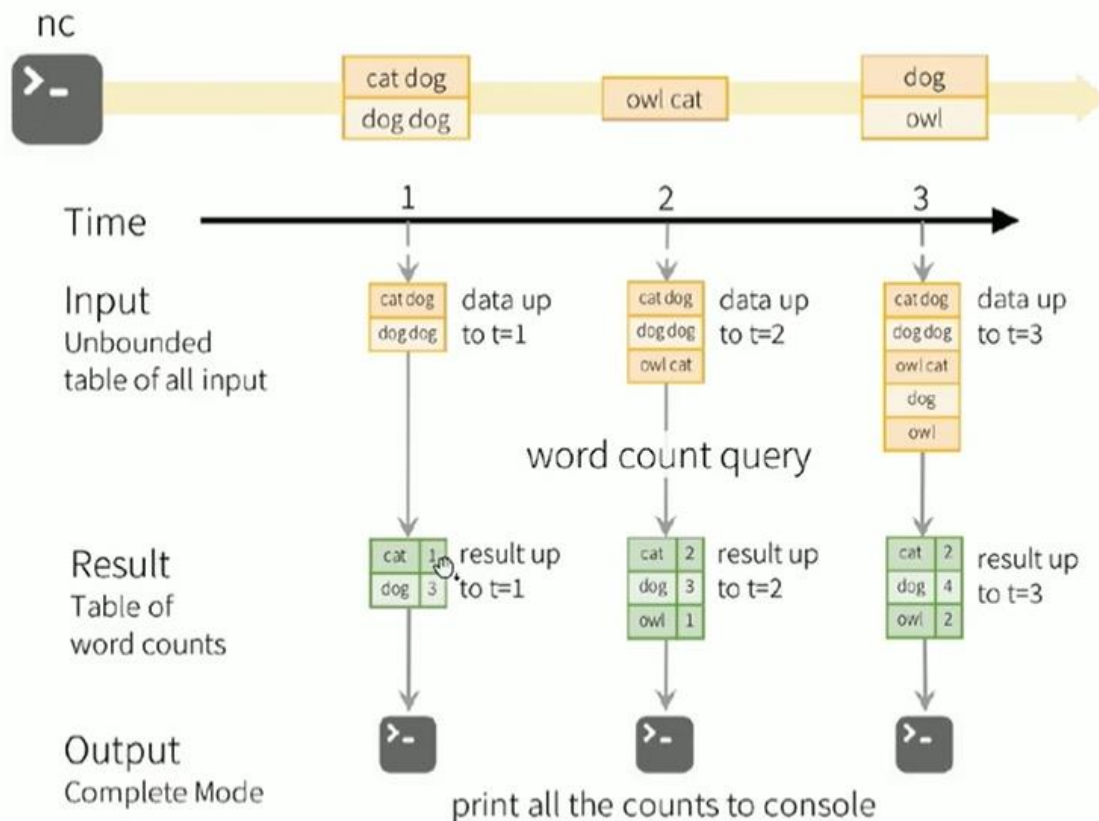 nc
>_
cat dog
dog dog
owl cat
dog
owl
Time
1
2
3
Input
Unbounded
table of all input
cat dog
dog dog
data up
to t=1
cat dog
dog dog
owl cat
data up
to t=2
cat dog
dog dog
owl cat
dog
owl
data up
to t=3
word count query
Result
Table of
word counts
cat 1
dog 3
result up
to t=1
cat 2
dog 3
owl 1
result up
to t=2
cat 2
dog 4
owl 2
result up
to t=3
Output
Complete Mode
>_
>_
>_
print all the counts to console